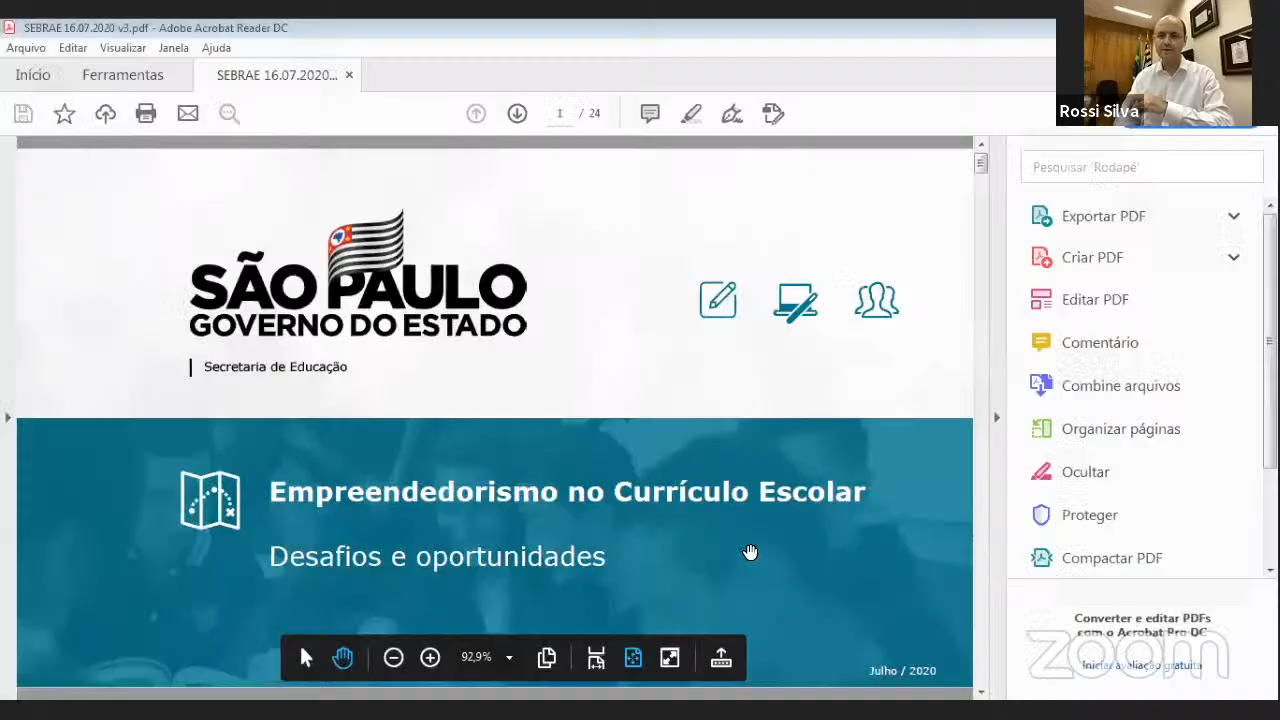 SEBRAE 16.07.2020 v3.pdf - Adobe Acrobat Reader DC
Arquivo Editar Visualizar Janela Ajuda
Início Ferramentas SEBRAE 16.07.2020... ×
1 / 24
Rossi Silva
Pesquisar 'Rodapé'
SÃO PAULO
GOVERNO DO ESTADO
Secretaria de Educação
Empreendedorismo no Currículo Escolar
Desafios e oportunidades
92,9%
Julho / 2020
Exportar PDF
Criar PDF
Editar PDF
Comentário
Combine arquivos
Organizar páginas
Ocultar
Proteger
Compactar PDF
Converter e editar PDFs
com o Acrobat Pro DC
Iniciar avaliação gratuita
zoom